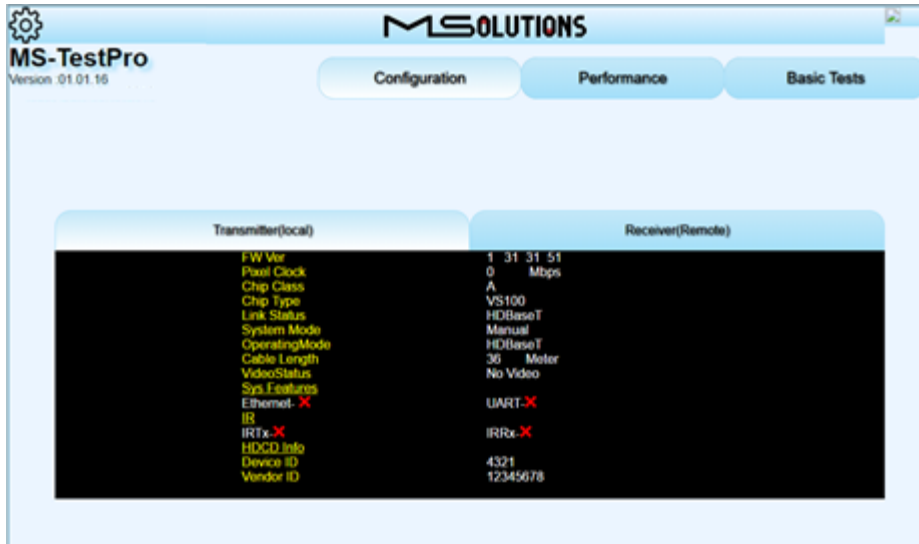 MSOLUTIONS
MS-TestPro
Version :01.01.16
Configuration Performance Basic Tests
Transmitter(local) Receiver(Remote)
FW Ver 1 31 31 51
Pixel Clock 0 Mbps
Chip Class A
Chip Type VS100
Link Status HDBaseT
System Mode Manual
OperatingMode HDBaseT
Cable Length 36 Meter
VideoStatus No Video
Sys Features
Ethernet- UART-
IR
IRTx- IRRx-
HDCD Info
Device ID 4321
Vendor ID 12345678